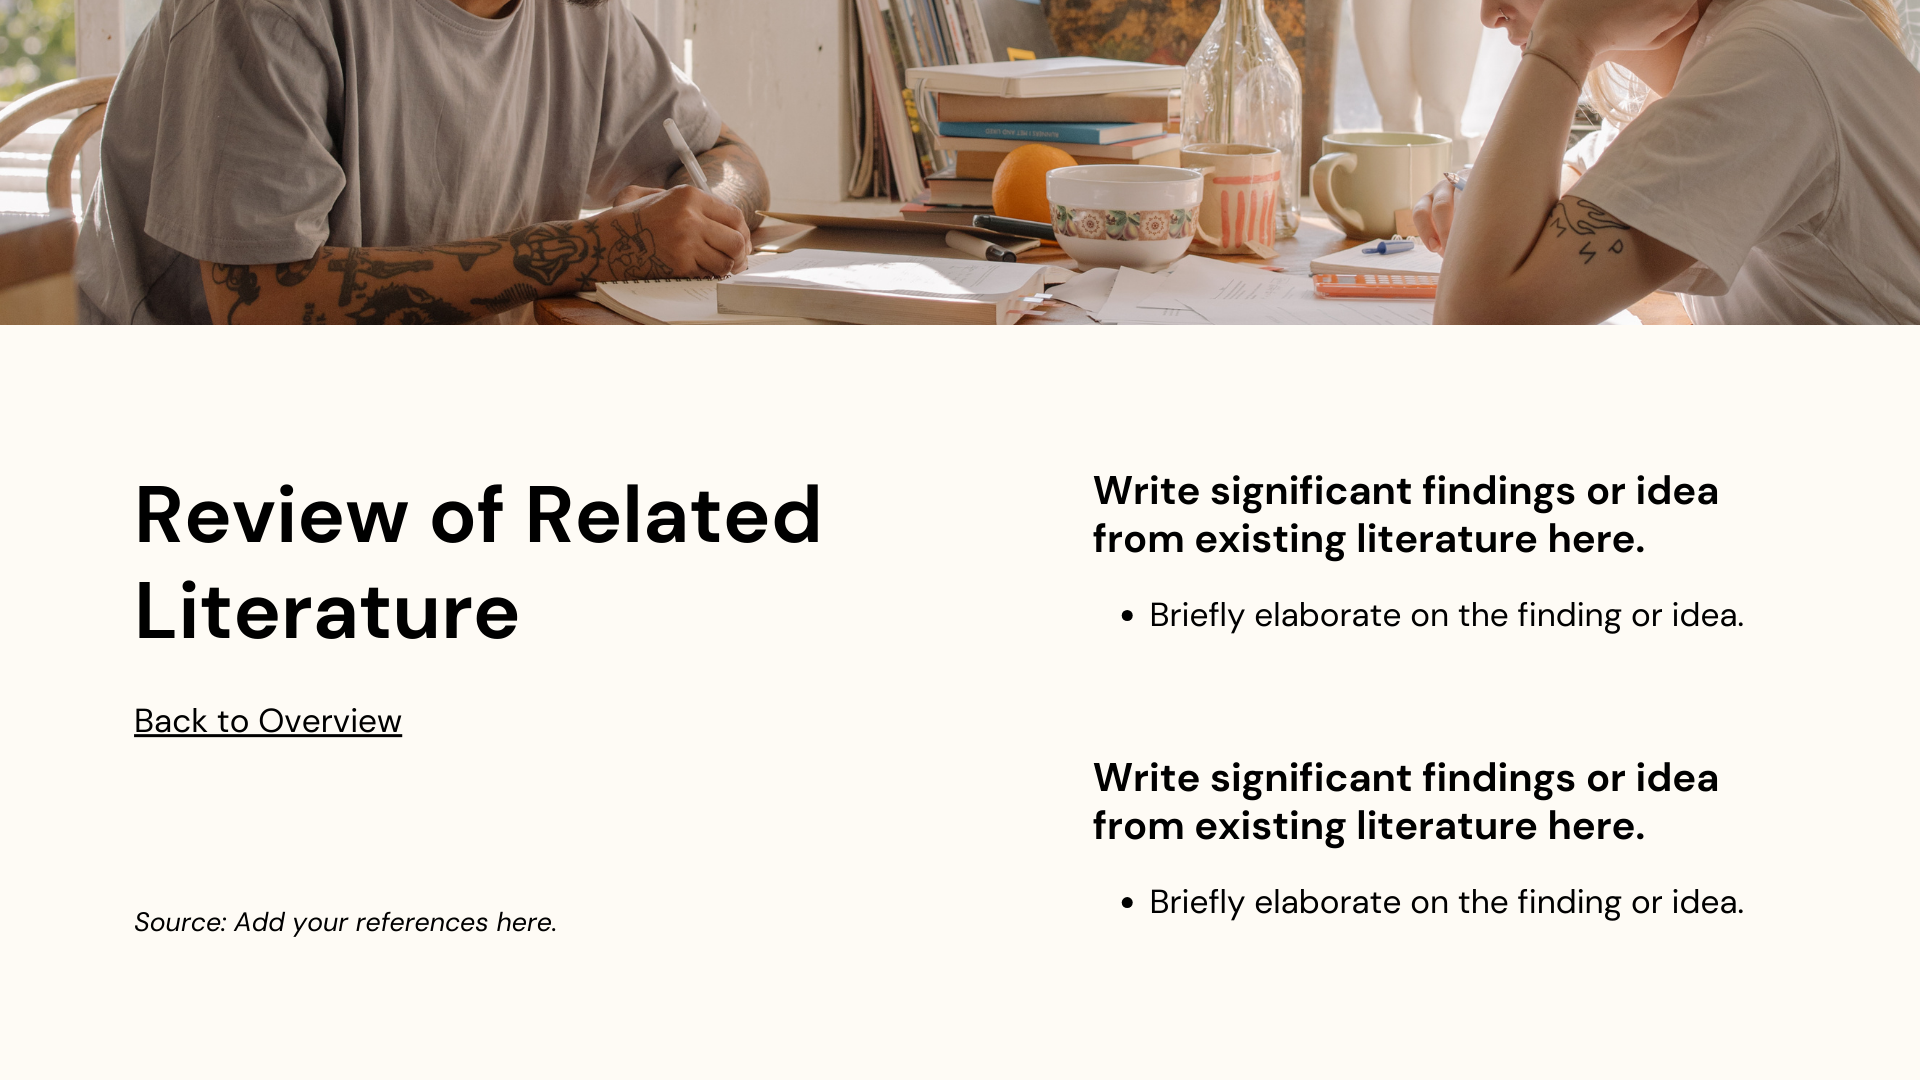 Review of Related
Literature
Back to Overview
Source: Add your references here.
Write significant findings or idea
from existing literature here.
• Briefly elaborate on the finding or idea.
Write significant findings or idea
from existing literature here.
• Briefly elaborate on the finding or idea.